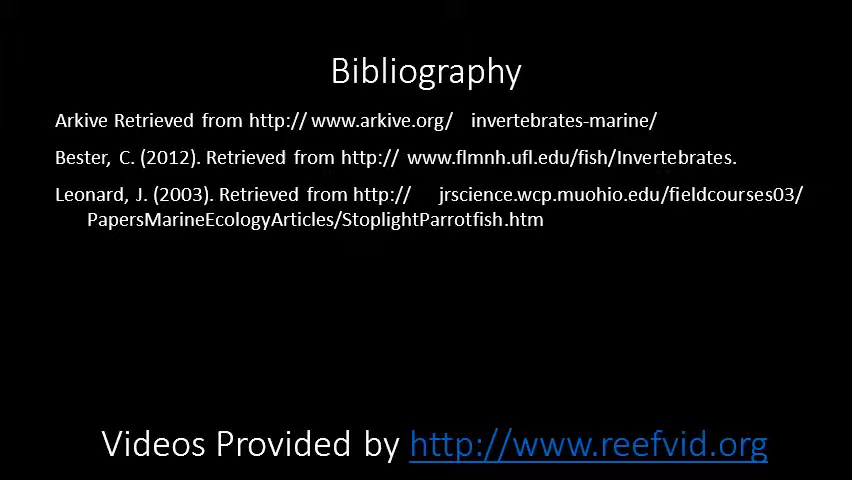 Bibliography
Arkive Retrieved from http:// www.arkive.org/ invertebrates-marine/
Bester, C. (2012). Retrieved from http:// www.flmnh.ufl.edu/fish/Invertebrates.
Leonard, J. (2003). Retrieved from http:// jrscience.wcp.muohio.edu/fieldcourses03/
PapersMarineEcologyArticles/StoplightParrotfish.htm
Videos Provided by http://www.reefvid.org